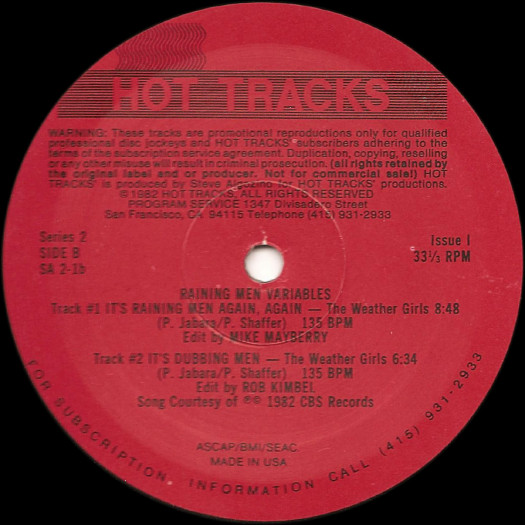 HOT TRACKS
WARNING: These tracks are promotional reproductions only for qualified
professional disc jockeys and HOT TRACKS' subscribers adhering to the
terms of the subscription service agreement. Duplication, copying, reselling
or any other misuse will result in criminal prosecution. (all rights retained by
the original label and or producer. Not for commercial sale!) HOT
TRACKS' is produced by Steve Algozino for HOT TRACKS' productions.
© 1982 HOT TRACKS. ALL RIGHTS RESERVED
PROGRAM SERVICE 1347 Divisadero Street
San Francisco, CA 94115 Telephone (415) 931-2933
Series 2
SIDE B
SA 2-1b
issue I
33⅓ RPM
RAINING MEN VARIABLES
Track #1 IT'S RAINING MEN AGAIN, AGAIN — The Weather Girls 8:48
(P. Jabara/P. Shaffer) 135 BPM
Edit by MIKE MAYBERRY
Track #2 IT'S DUBBING MEN — The Weather Girls 6:34
(P. Jabara/P. Shaffer) 135 BPM
Edit by ROB KIMBEL
Song Courtesy of ℗© 1982 CBS Records
ASCAP/BMI/SEAC
MADE IN USA
FOR SUBSCRIPTION INFORMATION CALL (415) 931-2933